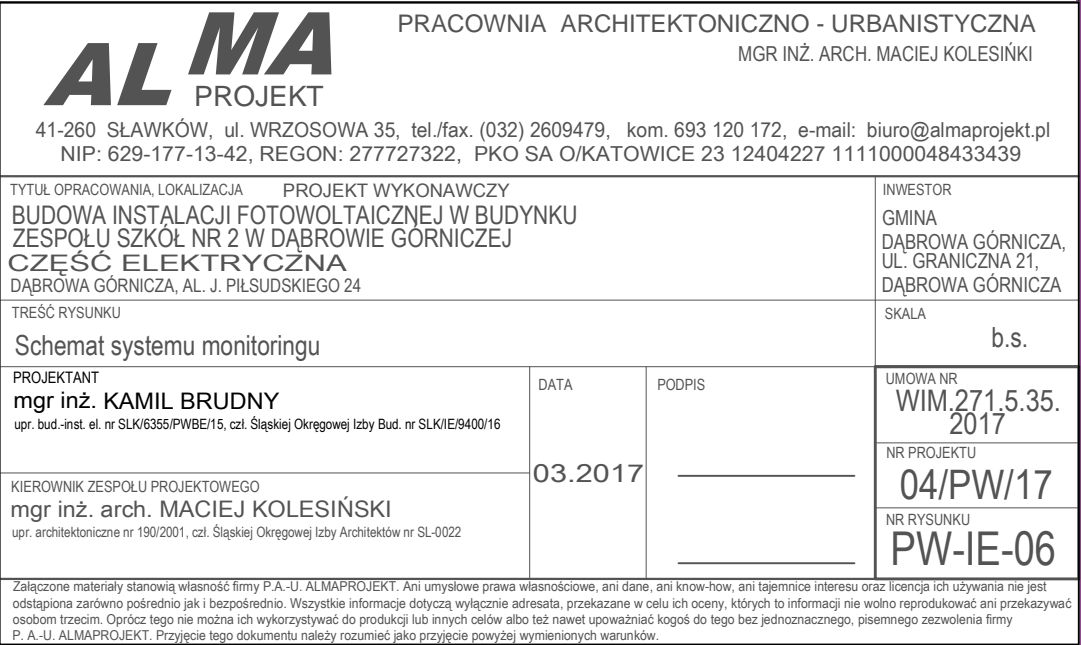 ALMA
PROJEKT
PRACOWNIA ARCHITEKTONICZNO - URBANISTYCZNA
MGR INŻ. ARCH. MACIEJ KOLESIŃKI
41-260 SŁAWKÓW, ul. WRZOSOWA 35, tel./fax. (032) 2609479, kom. 693 120 172, e-mail: biuro@almaprojekt.pl
NIP: 629-177-13-42, REGON: 277727322, PKO SA O/KATOWICE 23 12404227 1111000048433439
TYTUŁ OPRACOWANIA, LOKALIZACJA PROJEKT WYKONAWCZY
BUDOWA INSTALACJI FOTOWOLTAICZNEJ W BUDYNKU
ZESPOŁU SZKÓŁ NR 2 W DĄBROWIE GÓRNICZEJ
CZĘŚĆ ELEKTRYCZNA
DĄBROWA GÓRNICZA, AL. J. PIŁSUDSKIEGO 24
INWESTOR
GMINA
DĄBROWA GÓRNICZA,
UL. GRANICZNA 21,
DĄBROWA GÓRNICZA
TREŚĆ RYSUNKU
Schemat systemu monitoringu
SKALA
b.s.
PROJEKTANT
mgr inż. KAMIL BRUDNY
upr. bud.-inst. el. nr SLK/6355/PWBE/15, czł. Śląskiej Okręgowej Izby Bud. nr SLK/IE/9400/16
KIEROWNIK ZESPOŁU PROJEKTOWEGO
mgr inż. arch. MACIEJ KOLESIŃSKI
upr. architektoniczne nr 190/2001, czł. Śląskiej Okręgowej Izby Architektów nr SL-0022
DATA
03.2017
PODPIS
UMOWA NR
WIM.271.5.35.
2017
NR PROJEKTU
04/PW/17
NR RYSUNKU
PW-IE-06
Załączone materiały stanowią własność firmy P.A.-U. ALMAPROJEKT. Ani umysłowe prawa własnościowe, ani dane, ani know-how, ani tajemnice interesu oraz licencja ich używania nie jest
odstąpiona zarówno pośrednio jak i bezpośrednio. Wszystkie informacje dotyczą wyłącznie adresata, przekazane w celu ich oceny, których to informacji nie wolno reprodukować ani przekazywać
osobom trzecim. Oprócz tego nie można ich wykorzystywać do produkcji lub innych celów albo też nawet upoważniać kogoś do tego bez jednoznacznego, pisemnego zezwolenia firmy
P. A.-U. ALMAPROJEKT. Przyjęcie tego dokumentu należy rozumieć jako przyjęcie powyżej wymienionych warunków.